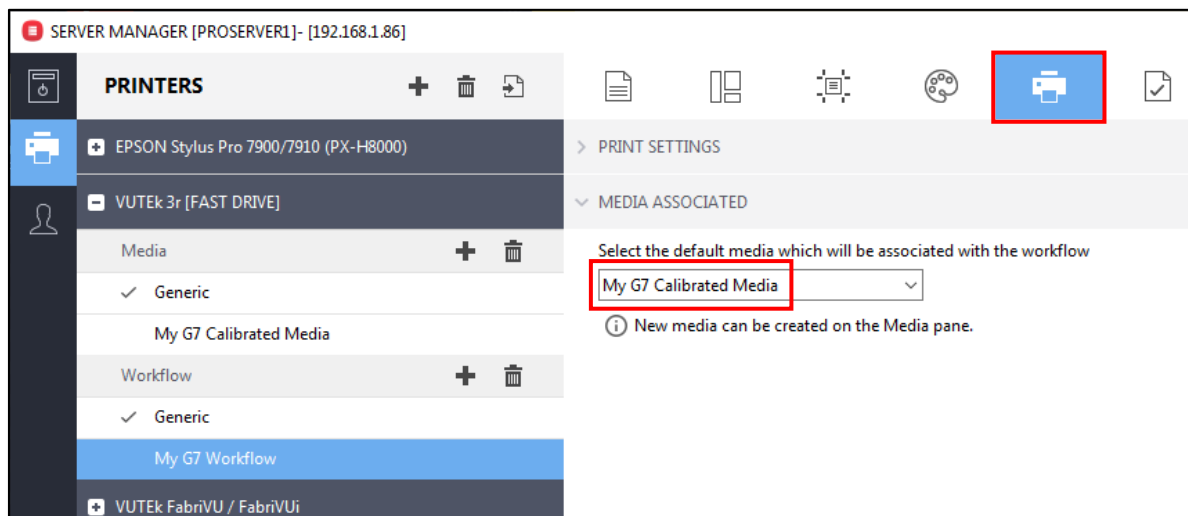 SERVER MANAGER [PROSERVER1]- [192.168.1.86]
PRINTERS
EPSON Stylus Pro 7900/7910 (PX-H8000)
VUTEk 3r [FAST DRIVE]
Media
Generic
My G7 Calibrated Media
Workflow
Generic
My G7 Workflow
VUTEk FabriVU / FabriVUi
PRINT SETTINGS
MEDIA ASSOCIATED
Select the default media which will be associated with the workflow
My G7 Calibrated Media
New media can be created on the Media pane.